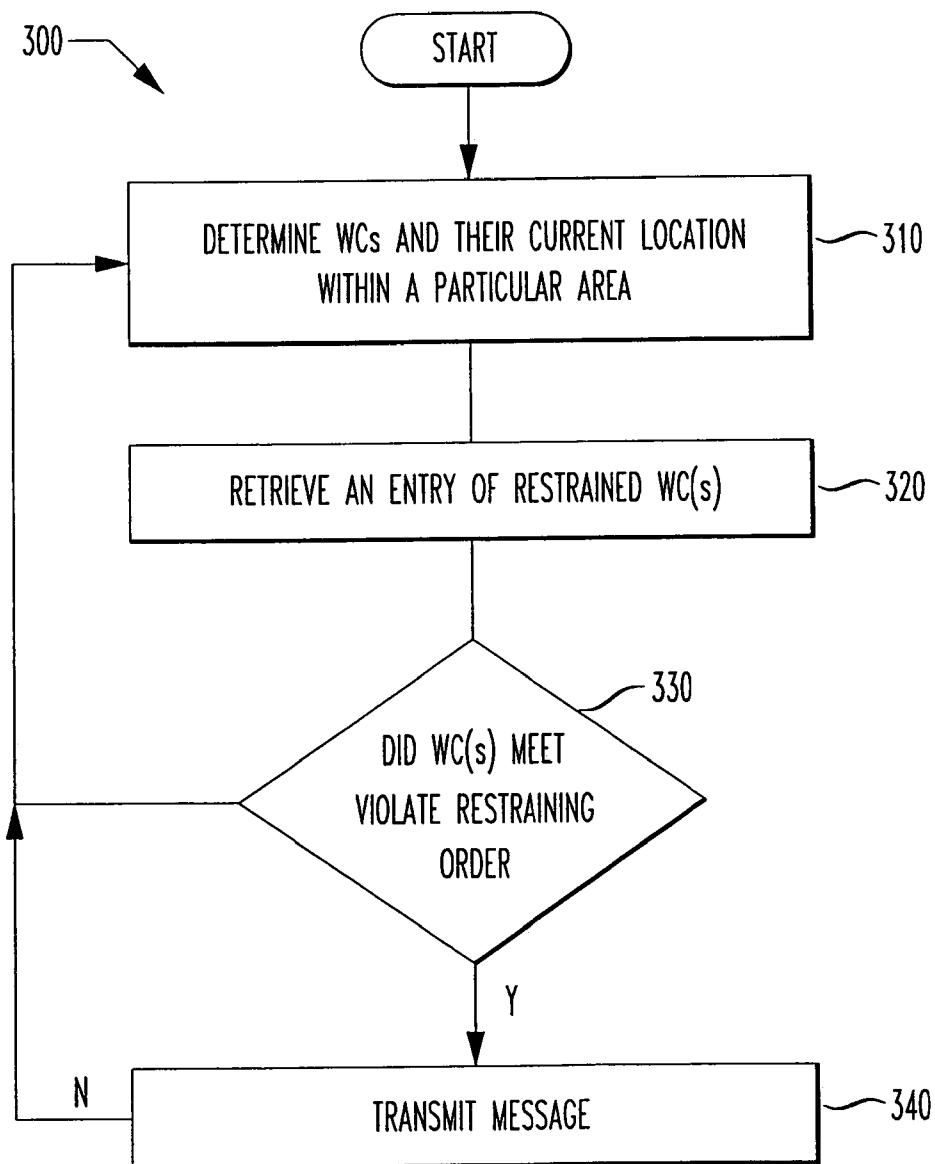 300
START
DETERMINE WCs AND THEIR CURRENT LOCATION
WITHIN A PARTICULAR AREA
310
RETRIEVE AN ENTRY OF RESTRAINED WC(s)
320
330
DID WC(s) MEET
VIOLATE RESTRAINING
ORDER
Y
N
TRANSMIT MESSAGE
340